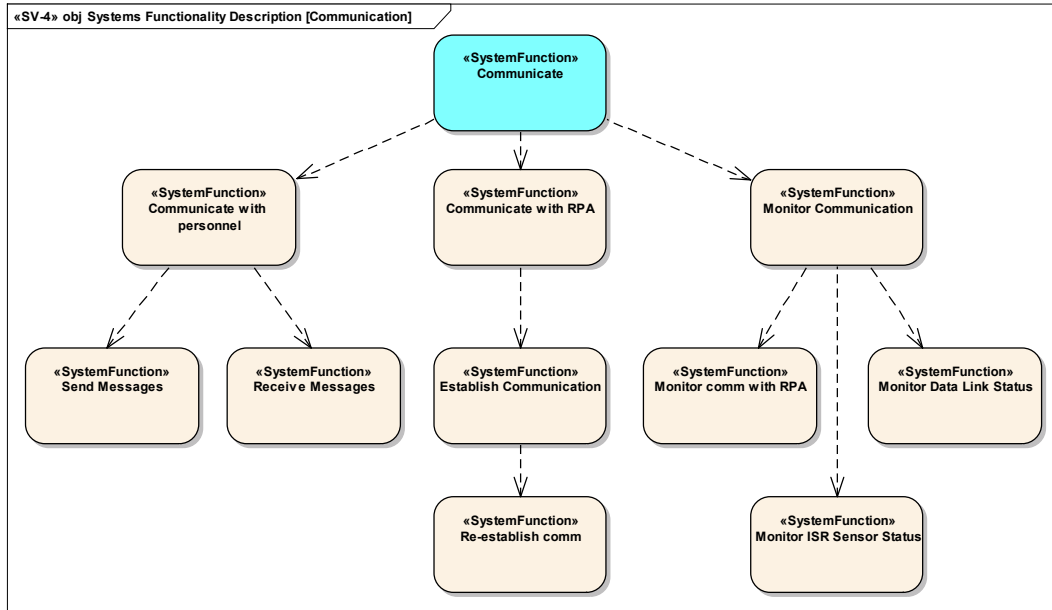 «SV-4» obj Systems Functionality Description [Communication]
«SystemFunction»
Communicate
«SystemFunction»
Communicate with
personnel
«SystemFunction»
Communicate with RPA
«SystemFunction»
Monitor Communication
«SystemFunction»
Send Messages
«SystemFunction»
Receive Messages
«SystemFunction»
Establish Communication
«SystemFunction»
Monitor comm with RPA
«SystemFunction»
Monitor Data Link Status
«SystemFunction»
Re-establish comm
«SystemFunction»
Monitor ISR Sensor Status